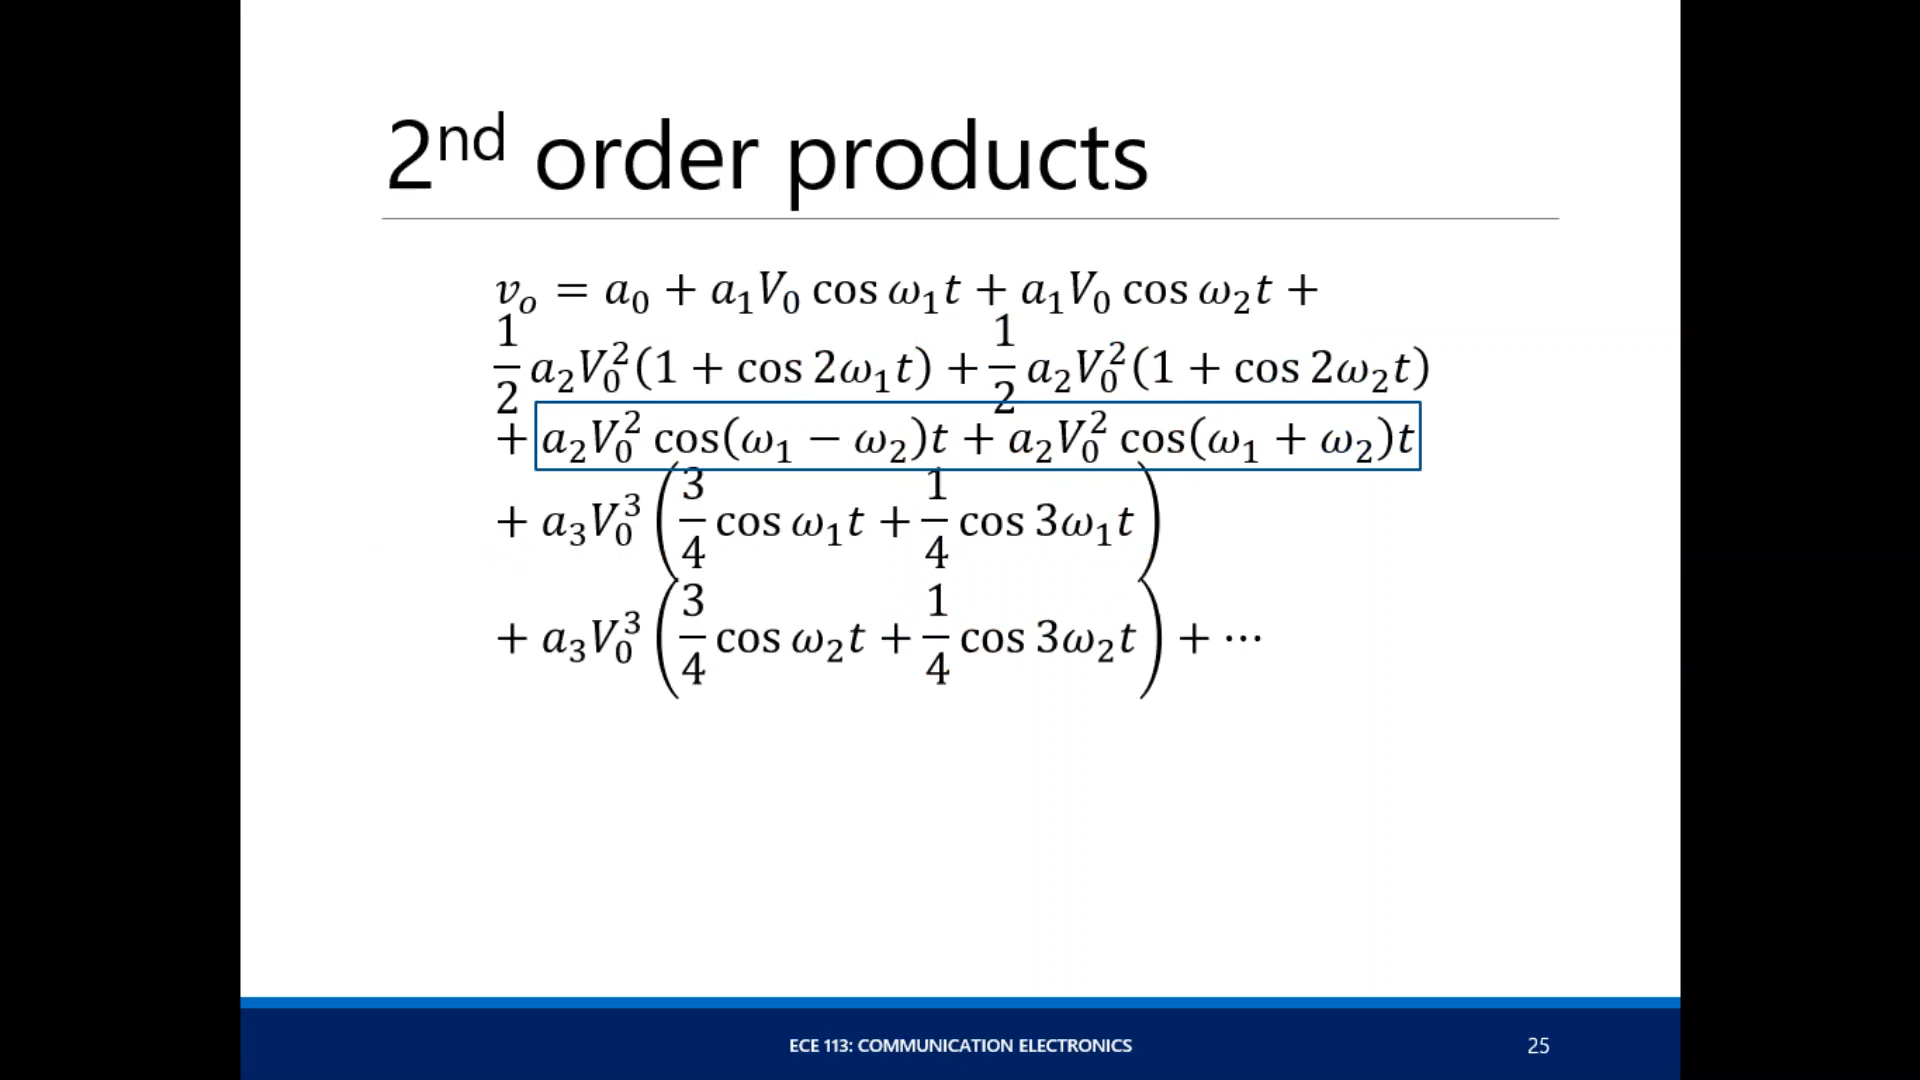 2nd order products
v_o = a_0 + a_1V_0 cos ω_1t + a_1V_0 cos ω_2t +
1/2 a_2V_0^2(1 + cos 2ω_1t) + 1/2 a_2V_0^2(1 + cos 2ω_2t)
+ a_2V_0^2 cos(ω_1 − ω_2)t + a_2V_0^2 cos(ω_1 + ω_2)t
+ a_3V_0^3 (3/4 cos ω_1t + 1/4 cos 3ω_1t)
+ a_3V_0^3 (3/4 cos ω_2t + 1/4 cos 3ω_2t) + ⋯
ECE 113: COMMUNICATION ELECTRONICS
25